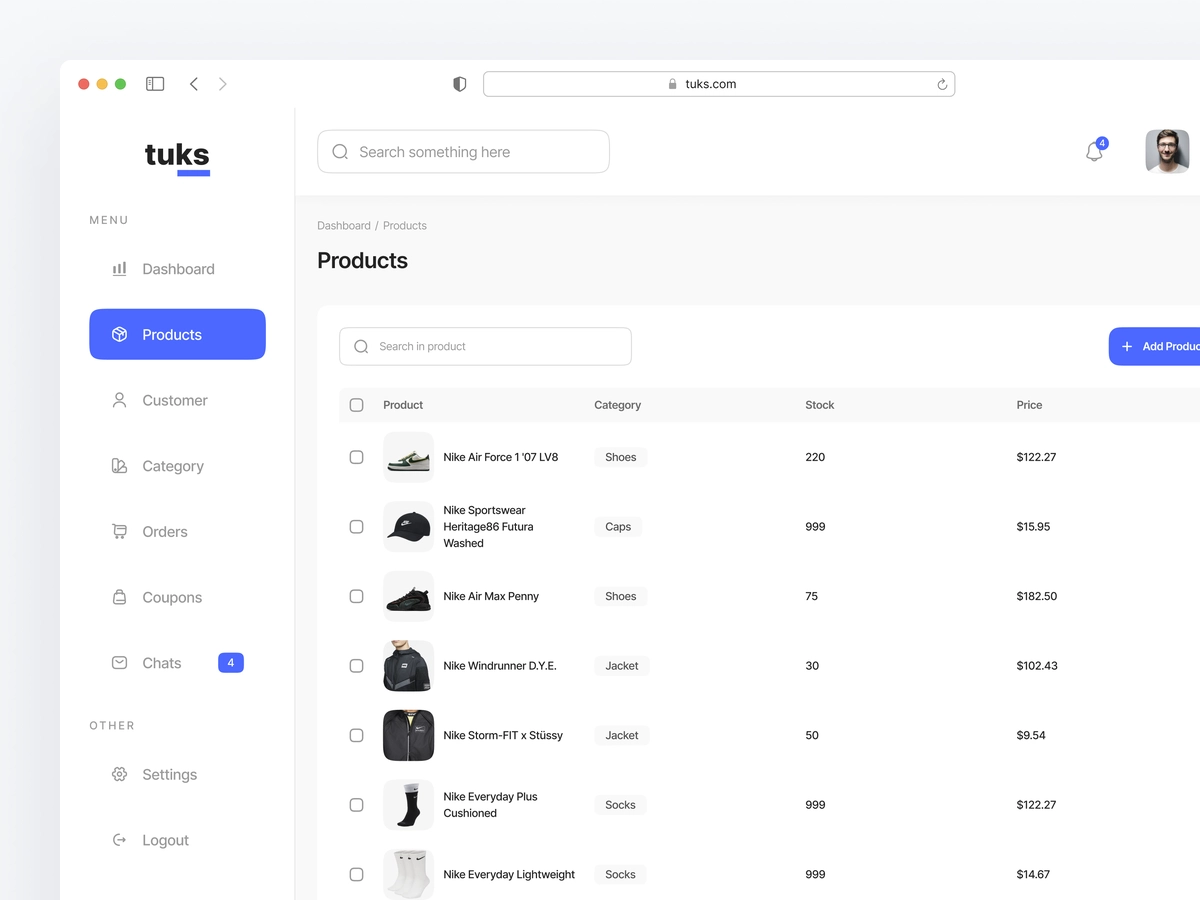 tuks.com
tuks
Search something here
4
MENU
Dashboard
Products
Customer
Category
Orders
Coupons
Chats
4
OTHER
Settings
Logout
Dashboard / Products
Products
Search in product
+ Add Produc
Product Category Stock Price
Nike Air Force 1 '07 LV8 Shoes 220 $122.27
Nike Sportswear
Heritage86 Futura Caps 999 $15.95
Washed
Nike Air Max Penny Shoes 75 $182.50
Nike Windrunner D.Y.E. Jacket 30 $102.43
Nike Storm-FIT x Stüssy Jacket 50 $9.54
Nike Everyday Plus
Cushioned Socks 999 $122.27
Nike Everyday Lightweight Socks 999 $14.67